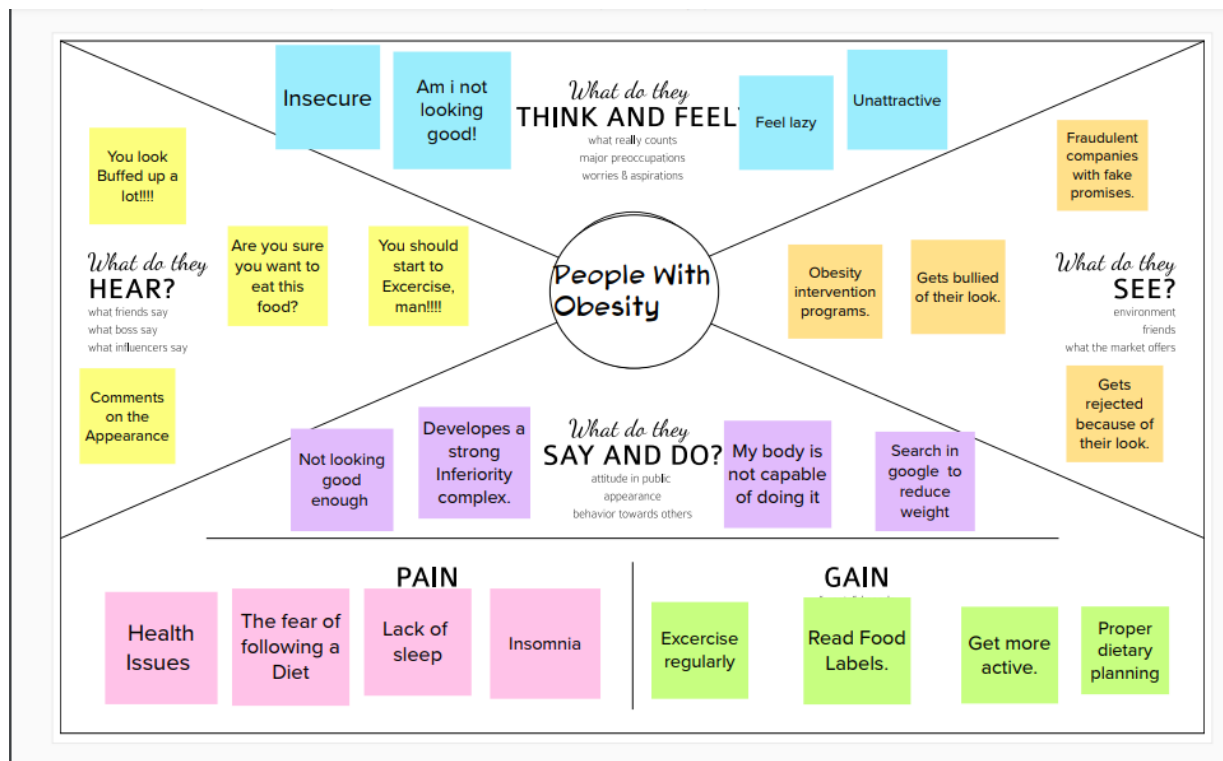 Insecure
Am i not
looking
good!
What do they
THINK AND FEEL?
what really counts
major preoccupations
worries & aspirations
Feel lazy
Unattractive
You look
Buffed up a
lot!!!!
Are you sure
you want to
eat this
food?
You should
start to
Excercise,
man!!!!
What do they
HEAR?
what friends say
what boss say
what influencers say
Comments
on the
Appearance
People With
Obesity
Fraudulent
companies
with fake
promises.
Obesity
intervention
programs.
Gets bullied
of their look.
What do they
SEE?
environment
friends
what the market offers
Gets
rejected
because of
their look.
Not looking
good
enough
Developes a
strong
Inferiority
complex.
What do they
SAY AND DO?
attitude in public
appearance
behavior towards others
My body is
not capable
of doing it
Search in
google to
reduce
weight
PAIN
Health
Issues
The fear of
following a
Diet
Lack of
sleep
Insomnia
GAIN
Excercise
regularly
Read Food
Labels.
Get more
active.
Proper
dietary
planning